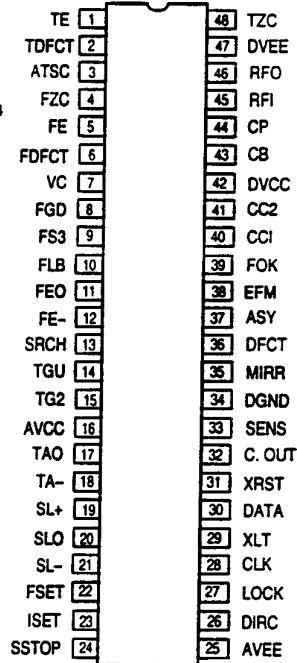 TE 1 48 TZC
TDFCT 2 47 DVEE
ATSC 3 46 RFO
FZC 4 45 RFI
FE 5 44 CP
FDFCT 6 43 CB
VC 7 42 DVCC
FGD 8 41 CC2
FS3 9 40 CCI
FLB 10 39 FOK
FEO 11 38 EFM
FE- 12 37 ASY
SRCH 13 36 DFCT
TGU 14 35 MIRR
TG2 15 34 DGND
AVCC 16 33 SENS
TAO 17 32 C. OUT
TA- 18 31 XRST
SL+ 19 30 DATA
SLO 20 29 XLT
SL- 21 28 CLK
FSET 22 27 LOCK
ISET 23 26 DIRC
SSTOP 24 25 AVEE